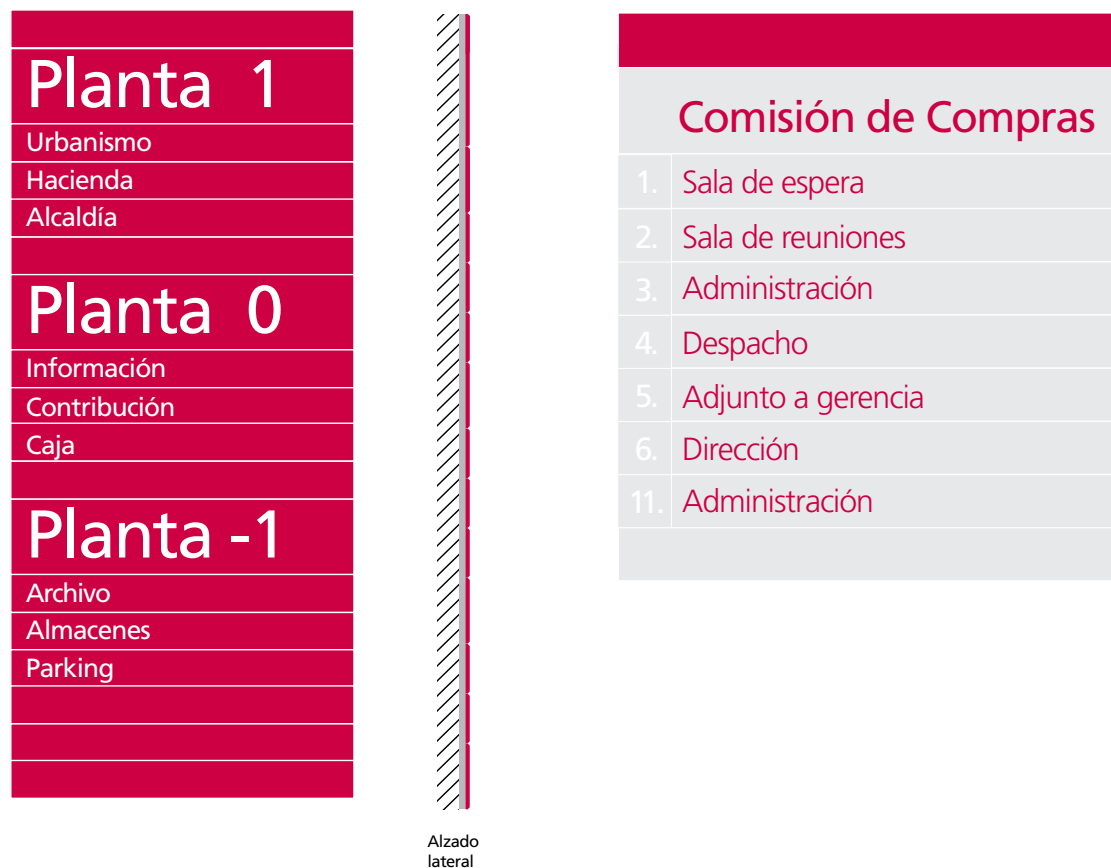 Planta 1
Urbanismo
Hacienda
Alcaldía
Planta 0
Información
Contribución
Caja
Planta -1
Archivo
Almacenes
Parking
Alzado
lateral
Comisión de Compras
1. Sala de espera
2. Sala de reuniones
3. Administración
4. Despacho
5. Adjunto a gerencia
6. Dirección
11. Administración